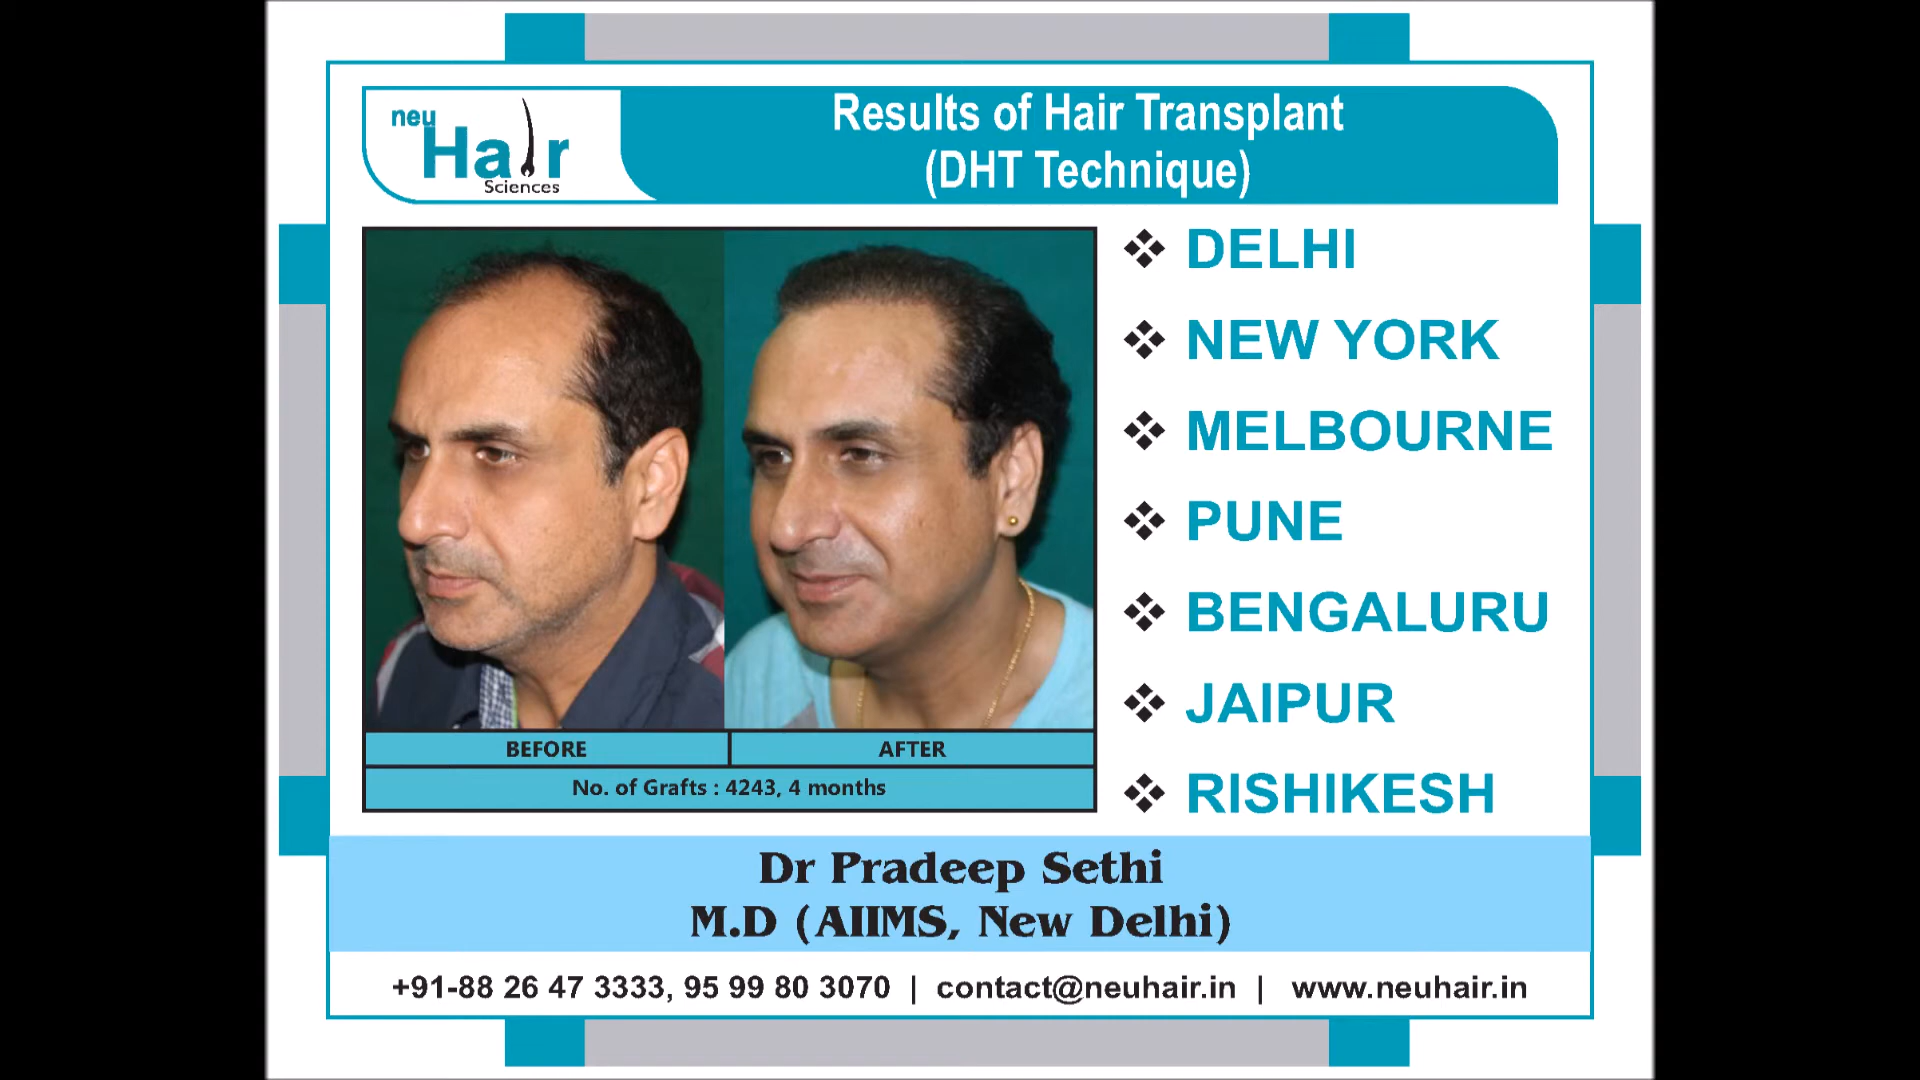 neu
Hair
Sciences
Results of Hair Transplant
(DHT Technique)
BEFORE
AFTER
No. of Grafts : 4243, 4 months
DELHI
NEW YORK
MELBOURNE
PUNE
BENGALURU
JAIPUR
RISHIKESH
Dr Pradeep Sethi
M.D (AIIMS, New Delhi)
+91-88 26 47 3333, 95 99 80 3070 | contact@neuhair.in | www.neuhair.in